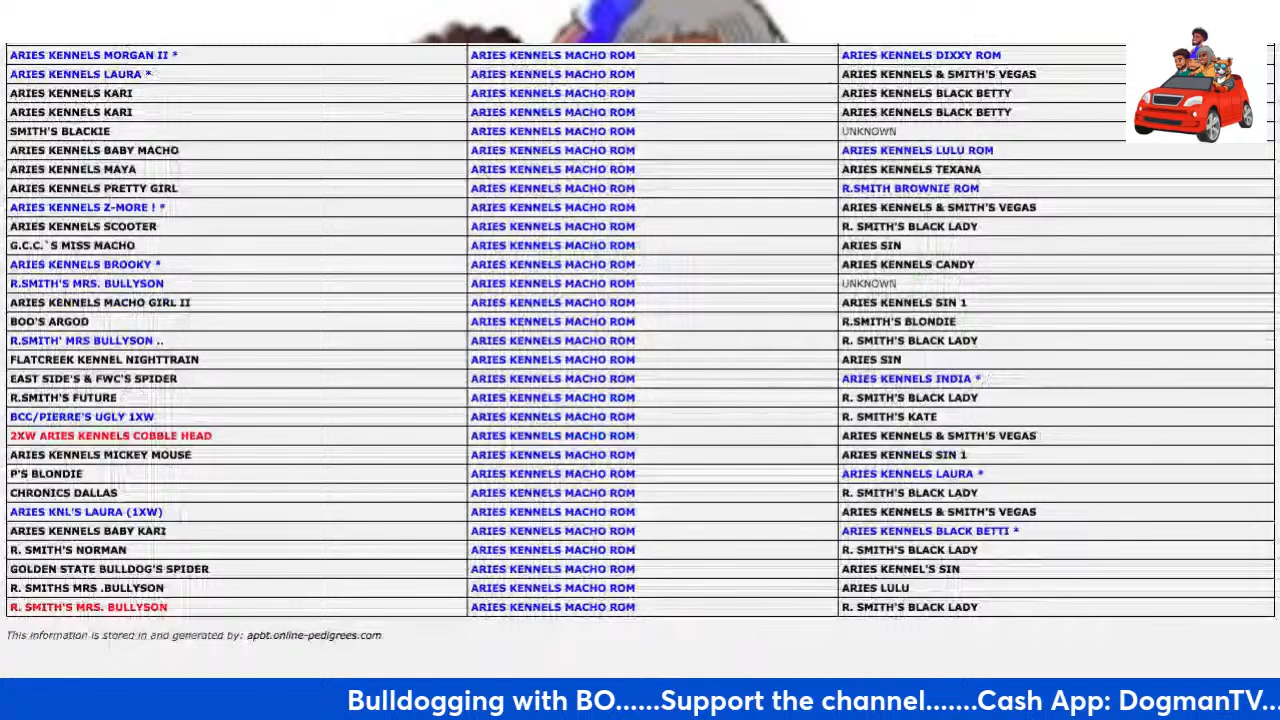 ARIES KENNELS MORGAN II * ARIES KENNELS MACHO ROM ARIES KENNELS DIXXY ROM
ARIES KENNELS LAURA * ARIES KENNELS MACHO ROM ARIES KENNELS & SMITH'S VEGAS
ARIES KENNELS KARI ARIES KENNELS MACHO ROM ARIES KENNELS BLACK BETTY
ARIES KENNELS KARI ARIES KENNELS MACHO ROM ARIES KENNELS BLACK BETTY
SMITH'S BLACKIE ARIES KENNELS MACHO ROM UNKNOWN
ARIES KENNELS BABY MACHO ARIES KENNELS MACHO ROM ARIES KENNELS LULU ROM
ARIES KENNELS MAYA ARIES KENNELS MACHO ROM ARIES KENNELS TEXANA
ARIES KENNELS PRETTY GIRL ARIES KENNELS MACHO ROM R.SMITH BROWNIE ROM
ARIES KENNELS Z-MORE ! * ARIES KENNELS MACHO ROM ARIES KENNELS & SMITH'S VEGAS
ARIES KENNELS SCOOTER ARIES KENNELS MACHO ROM R. SMITH'S BLACK LADY
G.C.C.`S MISS MACHO ARIES KENNELS MACHO ROM ARIES SIN
ARIES KENNELS BROOKY * ARIES KENNELS MACHO ROM ARIES KENNELS CANDY
R.SMITH'S MRS. BULLYSON ARIES KENNELS MACHO ROM UNKNOWN
ARIES KENNELS MACHO GIRL II ARIES KENNELS MACHO ROM ARIES KENNELS SIN 1
BOO'S ARGOD ARIES KENNELS MACHO ROM R.SMITH'S BLONDIE
R.SMITH' MRS BULLYSON .. ARIES KENNELS MACHO ROM R. SMITH'S BLACK LADY
FLATCREEK KENNEL NIGHTTRAIN ARIES KENNELS MACHO ROM ARIES SIN
EAST SIDE'S & FWC'S SPIDER ARIES KENNELS MACHO ROM ARIES KENNELS INDIA *
R.SMITH'S FUTURE ARIES KENNELS MACHO ROM R. SMITH'S BLACK LADY
BCC/PIERRE'S UGLY 1XW ARIES KENNELS MACHO ROM R. SMITH'S KATE
2XW ARIES KENNELS COBBLE HEAD ARIES KENNELS MACHO ROM ARIES KENNELS & SMITH'S VEGAS
ARIES KENNELS MICKEY MOUSE ARIES KENNELS MACHO ROM ARIES KENNELS SIN 1
P'S BLONDIE ARIES KENNELS MACHO ROM ARIES KENNELS LAURA *
CHRONICS DALLAS ARIES KENNELS MACHO ROM R. SMITH'S BLACK LADY
ARIES KNL'S LAURA (1XW) ARIES KENNELS MACHO ROM ARIES KENNELS & SMITH'S VEGAS
ARIES KENNELS BABY KARI ARIES KENNELS MACHO ROM ARIES KENNELS BLACK BETTI *
R. SMITH'S NORMAN ARIES KENNELS MACHO ROM R. SMITH'S BLACK LADY
GOLDEN STATE BULLDOG'S SPIDER ARIES KENNELS MACHO ROM ARIES KENNEL'S SIN
R. SMITHS MRS .BULLYSON ARIES KENNELS MACHO ROM ARIES LULU
R. SMITH'S MRS. BULLYSON ARIES KENNELS MACHO ROM R. SMITH'S BLACK LADY
This information is stored in and generated by: apbt.online-pedigrees.com
Bulldogging with BO......Support the channel.......Cash App: DogmanTV...